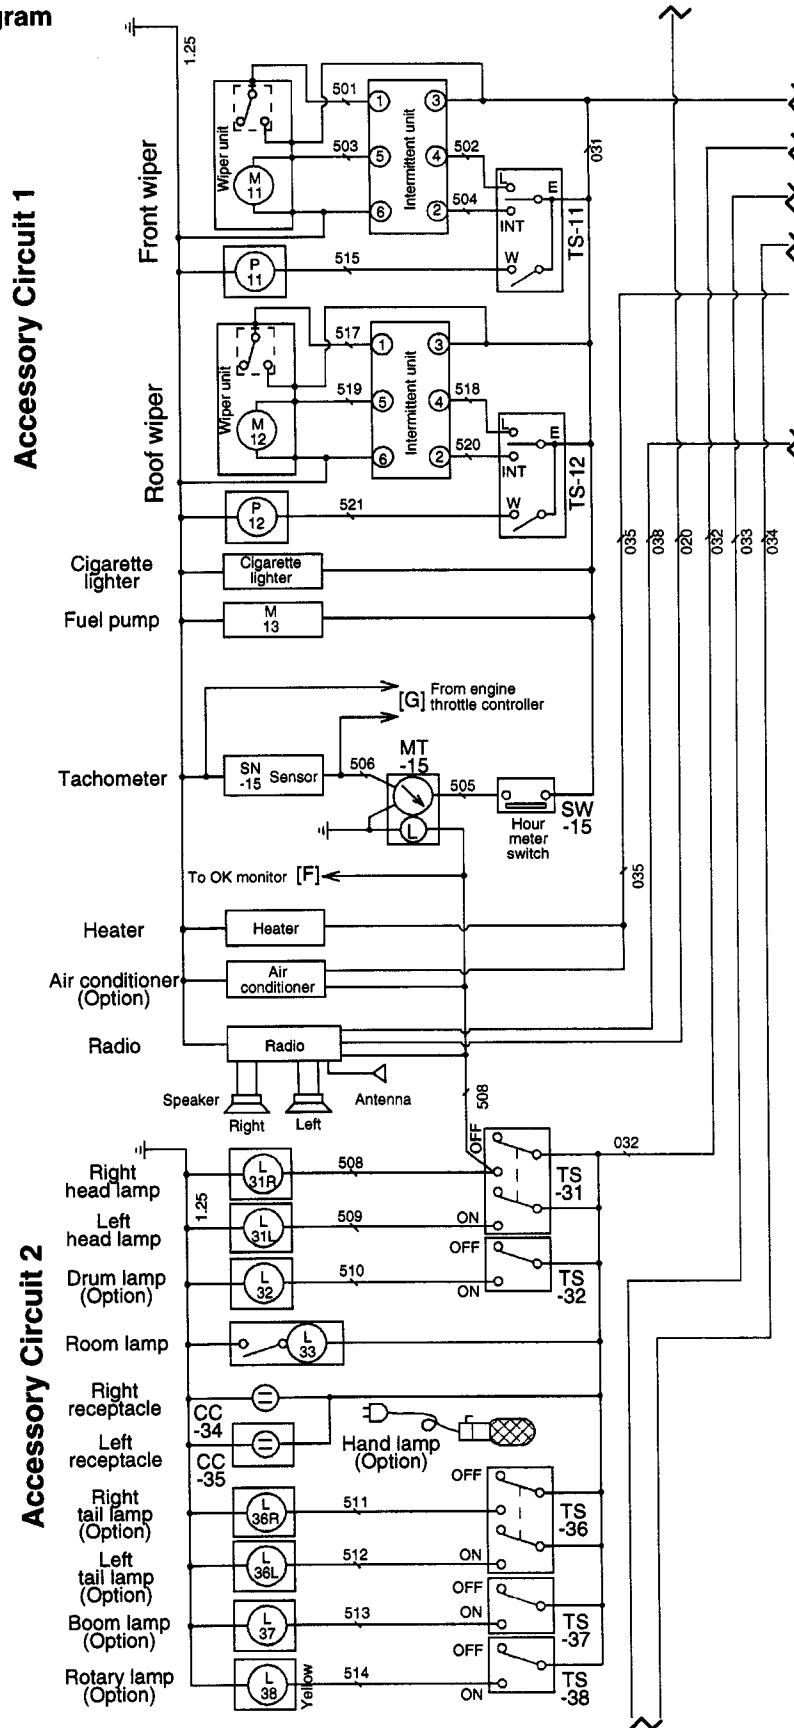 gram
1.25
Accessory Circuit 1
Front wiper
Wiper unit
M
11
501
503
Intermittent unit
1
3
5
4
6
2
502
504
L
E
INT
W
TS-11
031
P
11
515
Roof wiper
Wiper unit
M
12
517
519
Intermittent unit
1
3
5
4
6
2
518
520
L
E
INT
W
TS-12
P
12
521
035
038
020
032
033
034
Cigarette
lighter
Cigarette
lighter
Fuel pump
M
13
[G]
From engine
throttle controller
Tachometer
SN
-15
Sensor
506
MT
-15
L
505
Hour
meter
switch
SW
-15
To OK monitor [F]
035
Heater
Heater
Air conditioner
(Option)
Air
conditioner
Radio
Radio
Speaker
Right
Left
Antenna
508
Accessory Circuit 2
1.25
Right
head lamp
L
31R
508
OFF
TS
-31
032
Left
head lamp
L
31L
509
ON
Drum lamp
(Option)
L
32
510
OFF
ON
TS
-32
Room lamp
L
33
Right
receptacle
CC
-34
Left
receptacle
CC
-35
Hand lamp
(Option)
Right
tail lamp
(Option)
L
36R
511
OFF
TS
-36
Left
tail lamp
(Option)
L
36L
512
ON
Boom lamp
(Option)
L
37
513
OFF
ON
TS
-37
Rotary lamp
(Option)
L
38
Yellow
514
OFF
ON
TS
-38